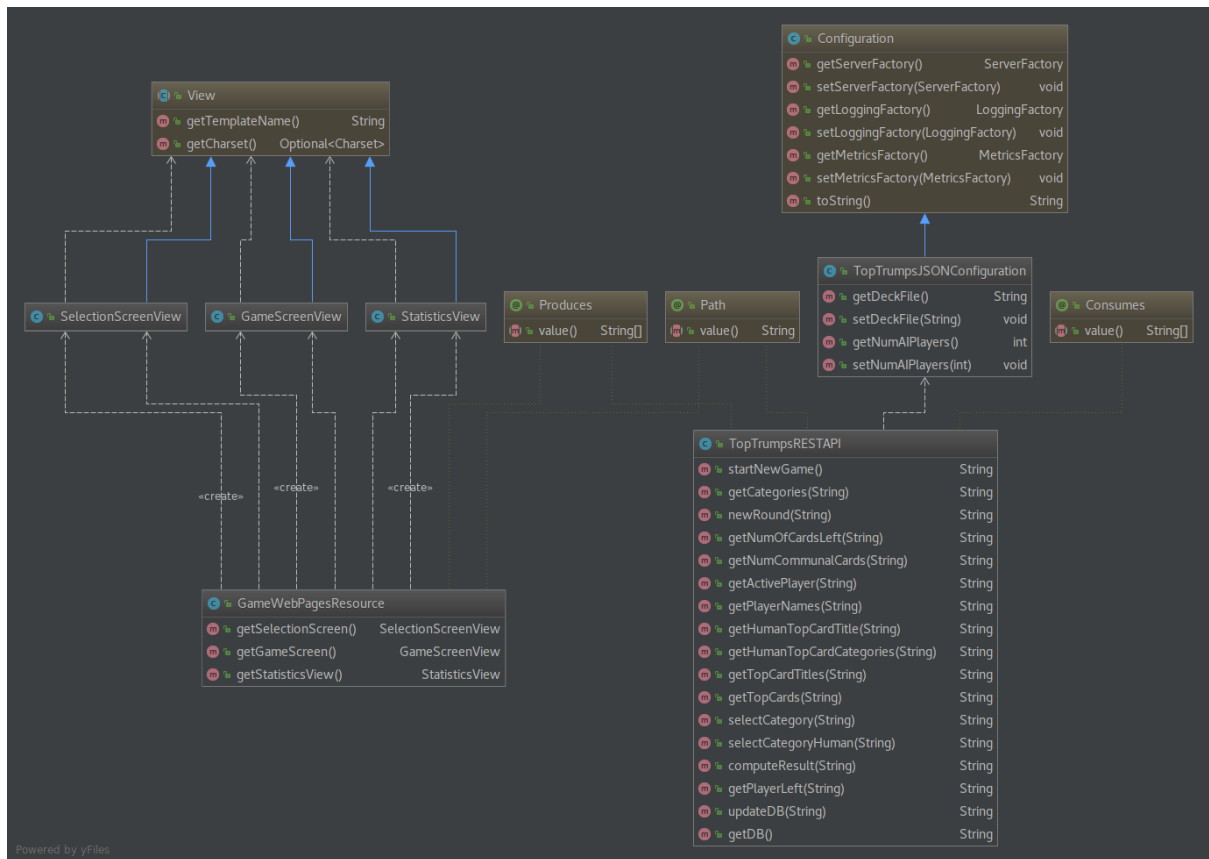 Configuration
getServerFactory() ServerFactory
setServerFactory(ServerFactory) void
getLoggingFactory() LoggingFactory
setLoggingFactory(LoggingFactory) void
getMetricsFactory() MetricsFactory
setMetricsFactory(MetricsFactory) void
toString() String
View
getTemplateName() String
getCharset() Optional<Charset>
TopTrumpsJSONConfiguration
getDeckFile() String
setDeckFile(String) void
getNumAIPlayers() int
setNumAIPlayers(int) void
SelectionScreenView
GameScreenView
StatisticsView
Produces
value() String[]
Path
value() String
Consumes
value() String[]
«create»
«create»
«create»
TopTrumpsRESTAPI
startNewGame() String
getCategories(String) String
newRound(String) String
getNumOfCardsLeft(String) String
getNumCommunalCards(String) String
getActivePlayer(String) String
getPlayerNames(String) String
getHumanTopCardTitle(String) String
getHumanTopCardCategories(String) String
getTopCardTitles(String) String
getTopCards(String) String
selectCategory(String) String
selectCategoryHuman(String) String
computeResult(String) String
getPlayerLeft(String) String
updateDB(String) String
getDB() String
GameWebPagesResource
getSelectionScreen() SelectionScreenView
getGameScreen() GameScreenView
getStatisticsView() StatisticsView
Powered by yFiles